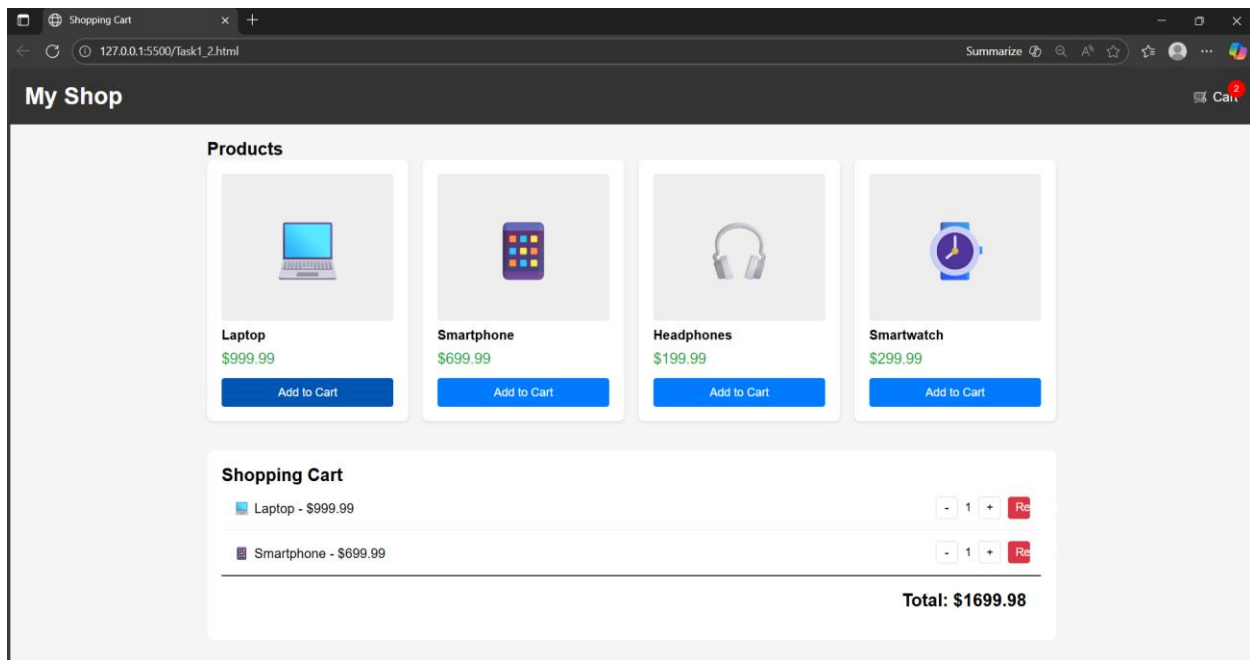 Shopping Cart
127.0.0.1:5500/Task1_2.html Summarize
My Shop
Cart 2
Products
Laptop Smartphone Headphones Smartwatch
$999.99 $699.99 $199.99 $299.99
Add to Cart Add to Cart Add to Cart Add to Cart
Shopping Cart
Laptop - $999.99 - 1 + Re
Smartphone - $699.99 - 1 + Re
Total: $1699.98